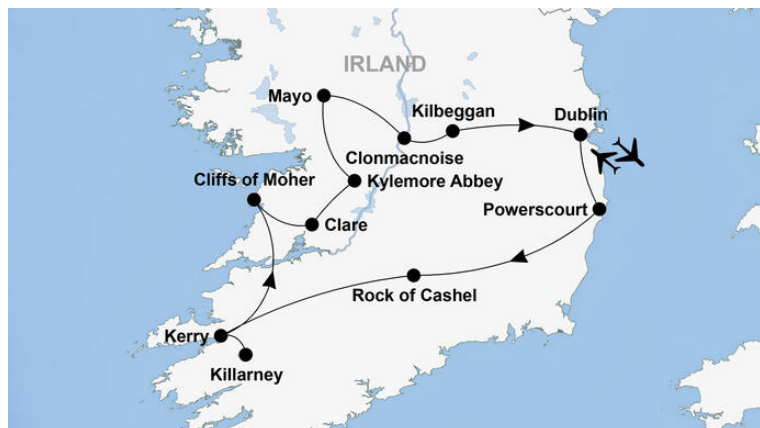 IRLAND
Mayo
Kilbeggan
Dublin
Clonmacnoise
Cliffs of Moher
Kylemore Abbey
Powerscourt
Clare
Rock of Cashel
Kerry
Killarney